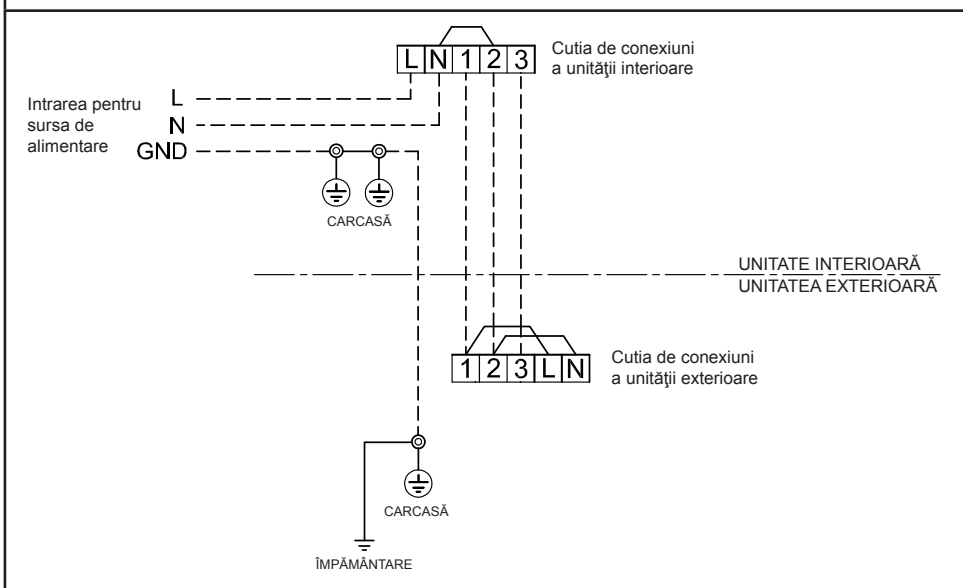 L N 1 2 3
Cutia de conexiuni
a unităţii interioare
Intrarea pentru
sursa de
alimentare
L
N
GND
CARCASĂ
UNITATE INTERIOARĂ
UNITATEA EXTERIOARĂ
1 2 3 L N
Cutia de conexiuni
a unităţii exterioare
CARCASĂ
ÎMPĂMÂNTARE